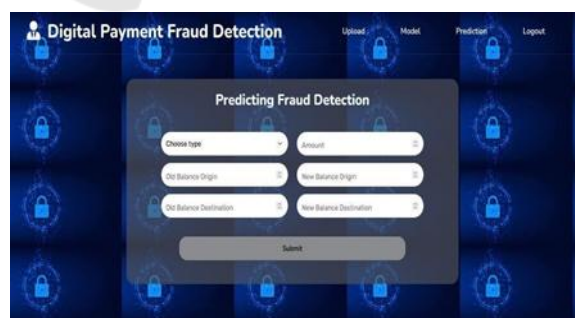 Digital Payment Fraud Detection
Upload Model Prediction Logout
Predicting Fraud Detection
Choose type Amount
Old Balance Origin New Balance Origin
Old Balance Destination New Balance Destination
Submit